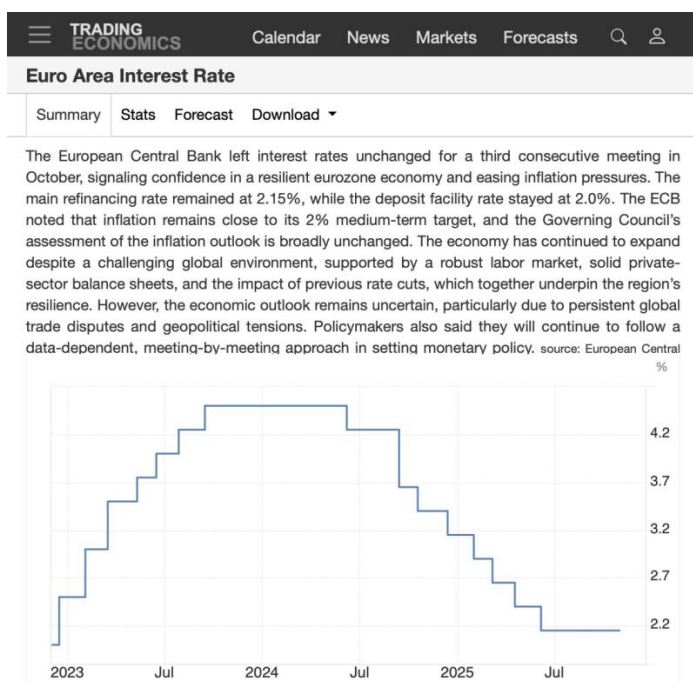 TRADING
ECONOMICS
Calendar News Markets Forecasts
Euro Area Interest Rate
Summary Stats Forecast Download
The European Central Bank left interest rates unchanged for a third consecutive meeting in
October, signaling confidence in a resilient eurozone economy and easing inflation pressures. The
main refinancing rate remained at 2.15%, while the deposit facility rate stayed at 2.0%. The ECB
noted that inflation remains close to its 2% medium-term target, and the Governing Council's
assessment of the inflation outlook is broadly unchanged. The economy has continued to expand
despite a challenging global environment, supported by a robust labor market, solid private-
sector balance sheets, and the impact of previous rate cuts, which together underpin the region's
resilience. However, the economic outlook remains uncertain, particularly due to persistent global
trade disputes and geopolitical tensions. Policymakers also said they will continue to follow a
data-dependent, meeting-by-meeting approach in setting monetary policy. source: European Central
%
4.2
3.7
3.2
2.7
2.2
2023 Jul 2024 Jul 2025 Jul